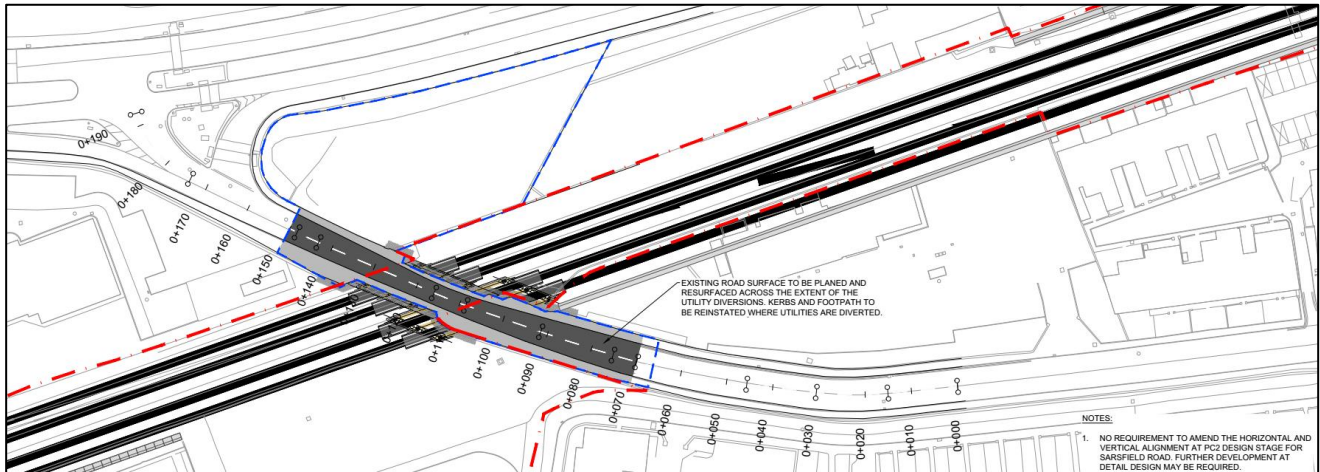 0+190
0+180
0+170
0+160
0+150
0+140
EXISTING ROAD SURFACE TO BE PLANED AND
RESURFACED ACROSS THE EXTENT OF THE
UTILITY DIVERSIONS. KERBS AND FOOTPATH TO
BE REINSTATED WHERE UTILITIES ARE DIVERTED.
0+100
0+090
0+080
0+070
0+060
0+050
0+040
0+030
0+020
0+010
0+000
NOTES:
1. NO REQUIREMENT TO AMEND THE HORIZONTAL AND
VERTICAL ALIGNMENT AT PC2 DESIGN STAGE FOR
SARSFIELD ROAD. FURTHER DEVELOPMENT AT
DETAIL DESIGN MAY BE REQUIRED.